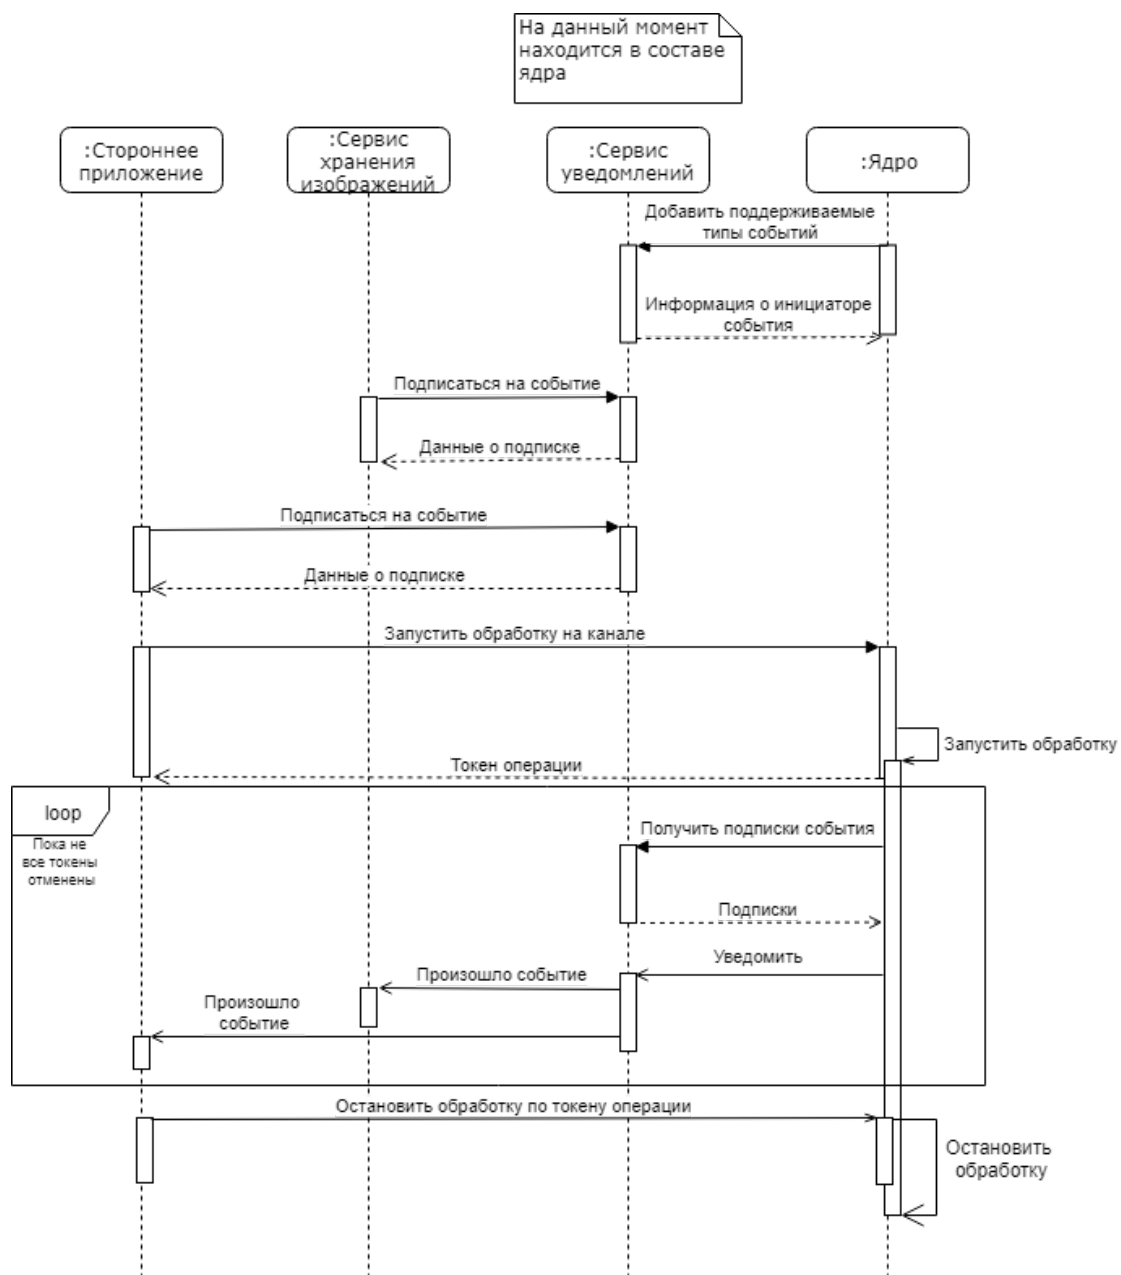 На данный момент
находится в составе
ядра
:Стороннее
приложение
:Сервис
хранения
изображений
:Сервис
уведомлений
:Ядро
Добавить поддерживаемые
типы событий
Информация о инициаторе
события
Подписаться на событие
Данные о подписке
Подписаться на событие
Данные о подписке
Запустить обработку на канале
Запустить обработку
Токен операции
loop
Пока не
все токены
отменены
Получить подписки события
Подписки
Уведомить
Произошло событие
Произошло
событие
Остановить обработку по токену операции
Остановить
обработку